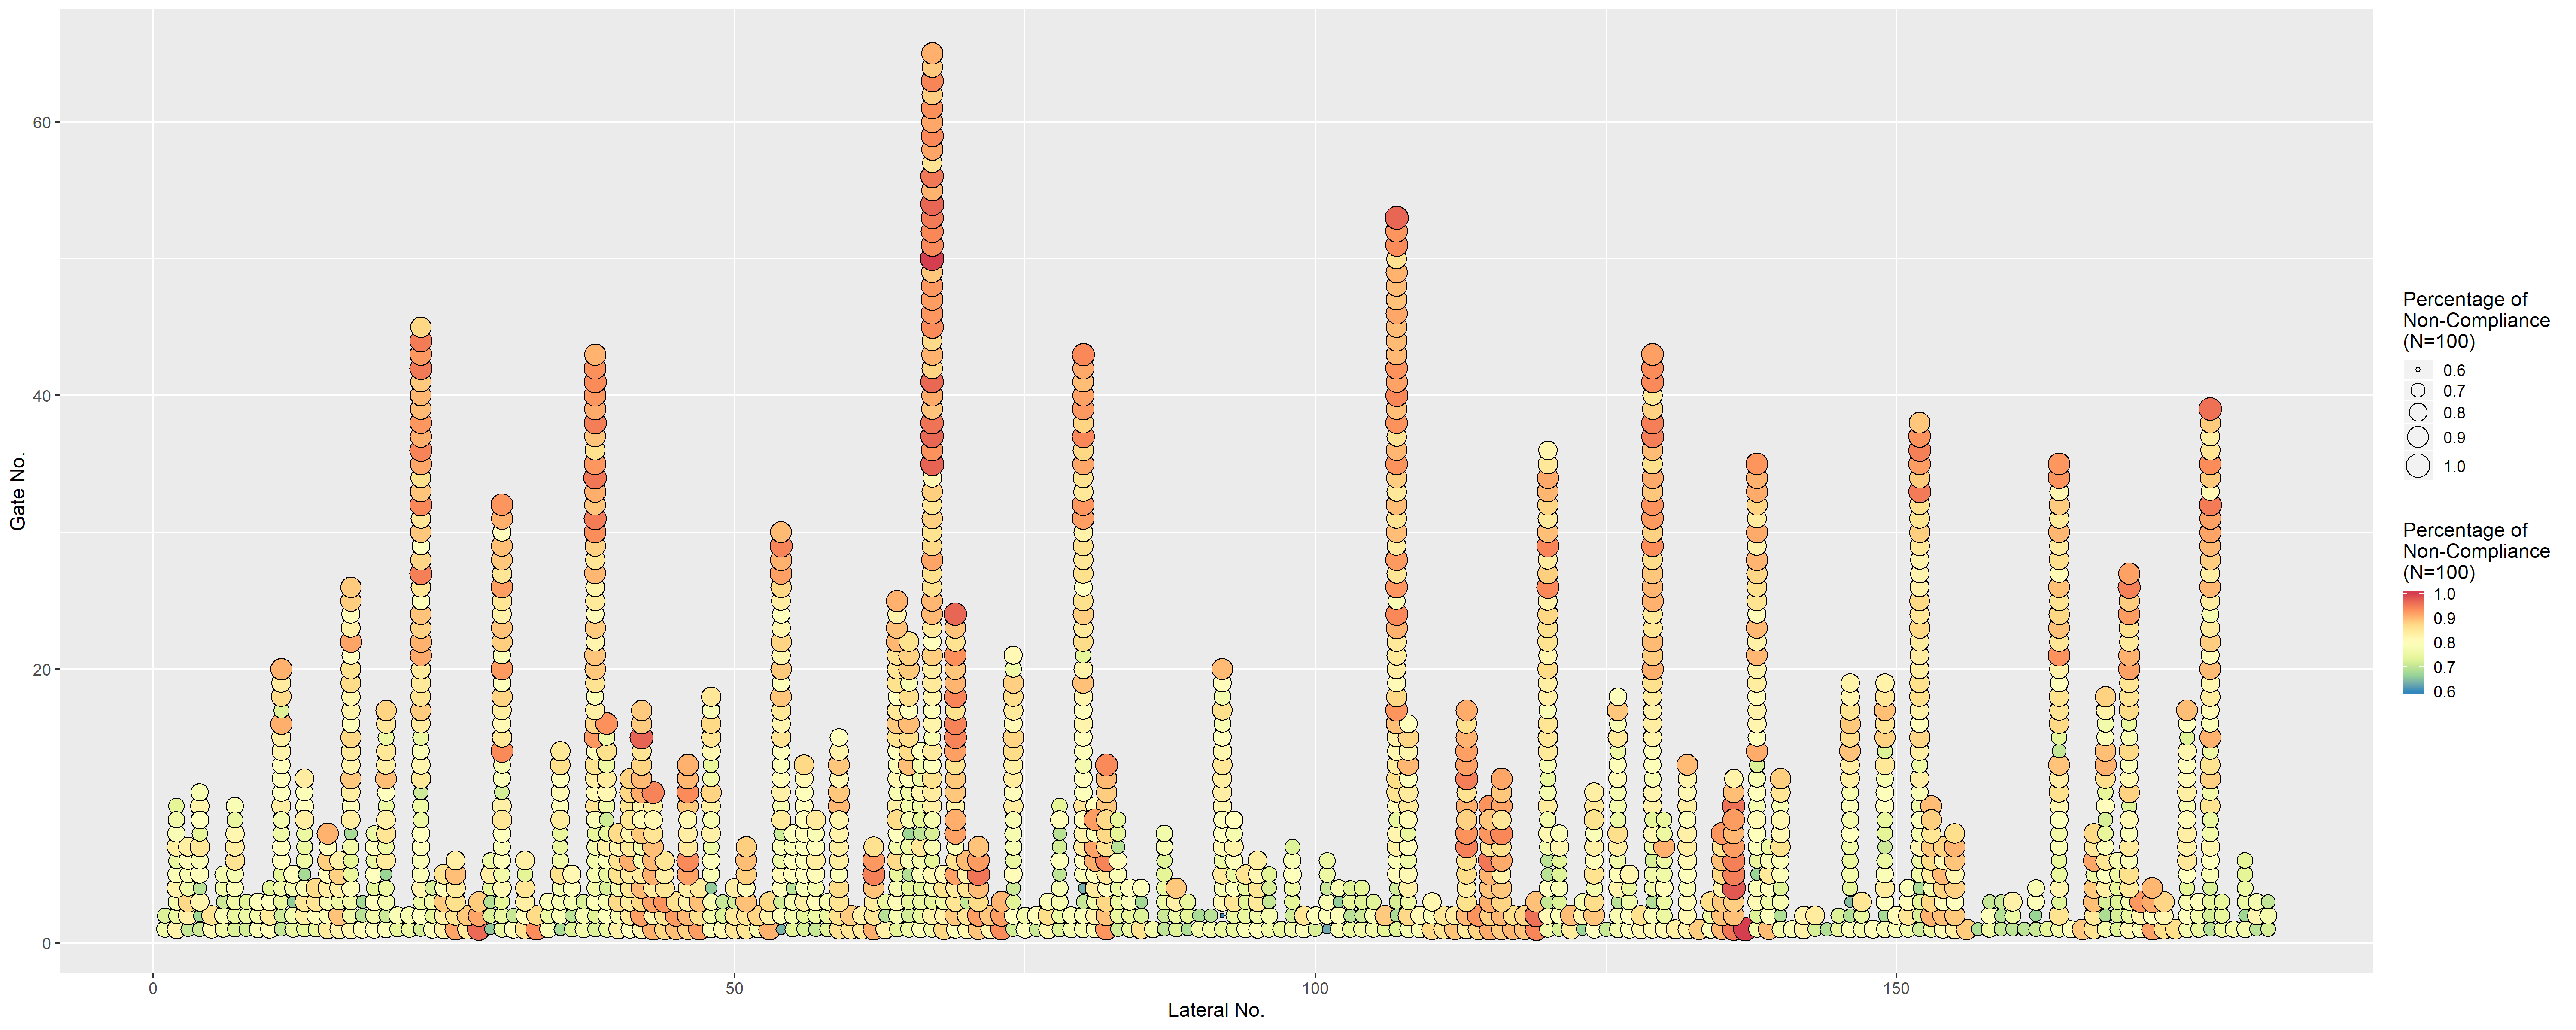 60
40
20
0
Gate No.
0
50
100
150
Lateral No.
Percentage of
Non-Compliance
(N=100)
0.6
0.7
0.8
0.9
1.0
Percentage of
Non-Compliance
(N=100)
1.0
0.9
0.8
0.7
0.6